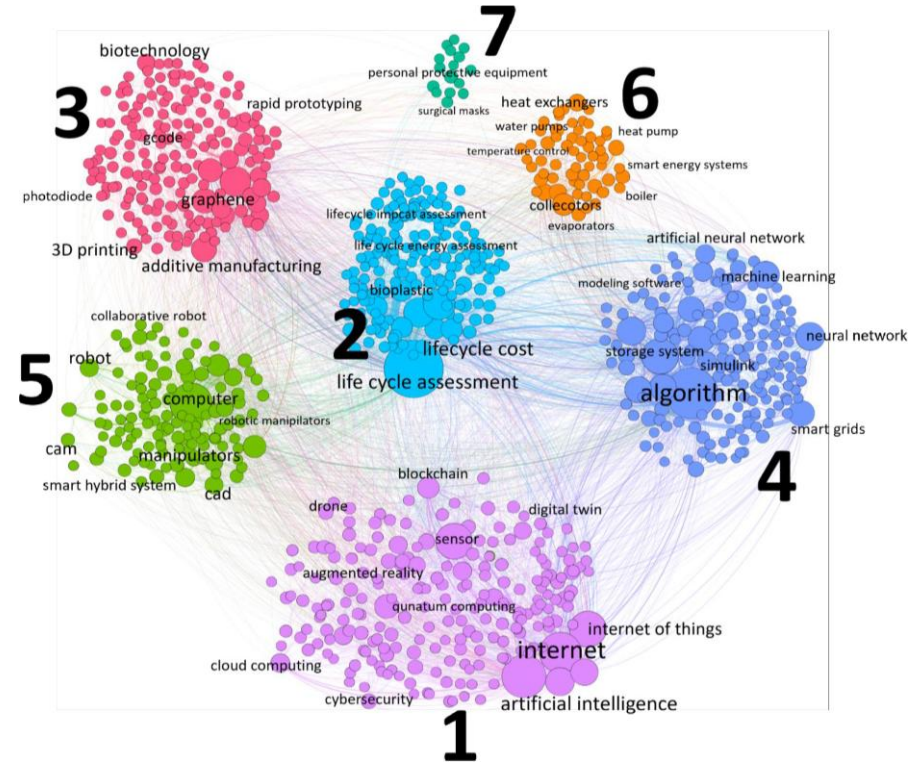 7
personal protective equipment
surgical masks
3
biotechnology
rapid prototyping
gcode
photodiode
graphene
3D printing
additive manufacturing
6
heat exchangers
water pumps
heat pump
temperature control
smart energy systems
boiler
collecotors
evaporators
2
lifecycle impcat assessment
life cycle energy assessment
bioplastic
lifecycle cost
life cycle assessment
4
artificial neural network
modeling software
machine learning
neural network
storage system
simulink
algorithm
smart grids
5
collaborative robot
robot
computer
robotic manipilators
cam
manipulators
smart hybrid system
cad
1
blockchain
drone
digital twin
sensor
augmented reality
qunatum computing
internet of things
internet
cloud computing
cybersecurity
artificial intelligence